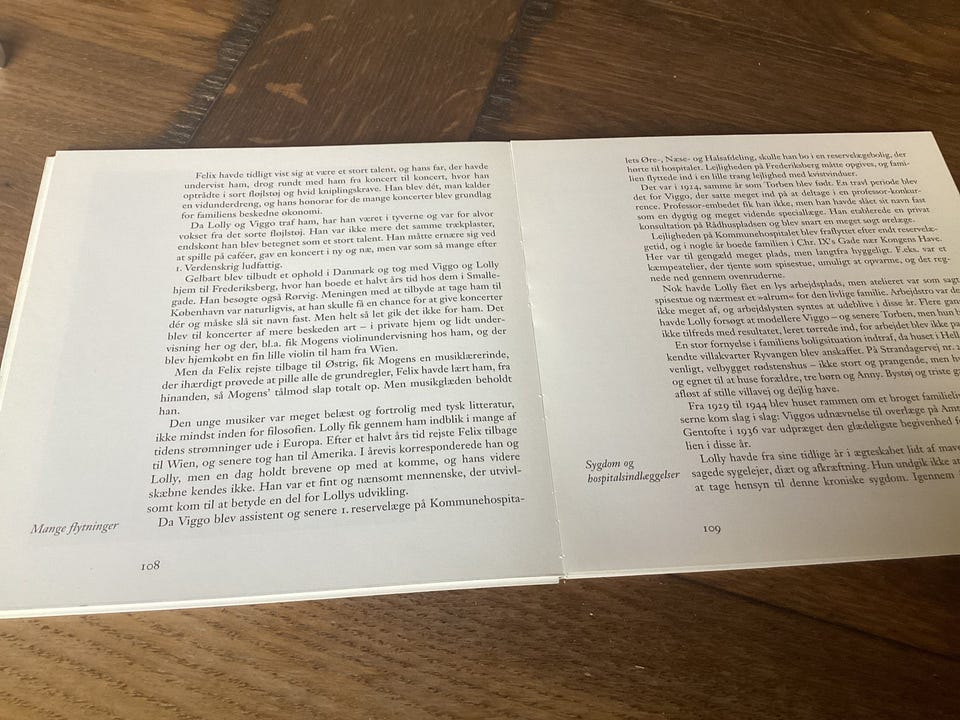 Felix havde tidligt vist sig at være et stort talent, og hans far, der havde
undervist ham, drog rundt med ham fra koncert til koncert, hvor han
optrådte i sort fløjlstøj og hvid kniplingskrave. Han blev dét, man kalder
en vidunderdreng, og hans honorar for de mange koncerter blev grundlag
for familiens beskedne økonomi.
Da Lolly og Viggo traf ham, har han været i tyverne og var for alvor
vokset fra det sorte fløjlstøj. Han var ikke mere det samme trækplaster,
endskønt han blev betegnet som et stort talent. Han måtte ernære sig ved
at spille på caféer, gav en koncert i ny og næ, men var som så mange efter
1. Verdenskrig ludfattig.
Gelbart blev tilbudt et ophold i Danmark og tog med Viggo og Lolly
hjem til Frederiksberg, hvor han boede et halvt års tid hos dem i Smalle-
gade. Han besøgte også Rørvig. Meningen med at tilbyde at tage ham til
København var naturligvis, at han skulle få en chance for at give koncerter
dér og måske slå sit navn fast. Men helt så let gik det ikke for ham. Det
blev til koncerter af mere beskeden art – i private hjem og lidt under-
visning her og der, bl.a. fik Mogens violinundervisning hos ham, og der
blev hjemkøbt en fin lille violin til ham fra Wien.
Men da Felix rejste tilbage til Østrig, fik Mogens en musiklærerinde,
der ihærdigt prøvede at pille alle de grundregler, Felix havde lært ham, fra
hinanden, så Mogens' tålmod slap totalt op. Men musikglæden beholdt
han.
Den unge musiker var meget belæst og fortrolig med tysk litteratur,
ikke mindst inden for filosofien. Lolly fik gennem ham indblik i mange af
tidens strømninger ude i Europa. Efter et halvt års tid rejste Felix tilbage
til Wien, og senere tog han til Amerika. I årevis korresponderede han og
Lolly, men en dag holdt brevene op med at komme, og hans videre
skæbne kendes ikke. Han var et fint og nænsomt menneske, der utvivl-
somt kom til at betyde en del for Lollys udvikling.
Mange flytninger
Da Viggo blev assistent og senere 1. reservelæge på Kommunehospita-
108
lets Øre-, Næse- og Halsafdeling, skulle han bo i en reservelægebolig, der
hørte til hospitalet. Lejligheden på Frederiksberg måtte opgives, og fami-
lien flyttede ind i en lille trang lejlighed med kvistvinduer.
Det var i 1924, samme år som Torben blev født. En travl periode blev
det for Viggo, der satte meget ind på at deltage i en professor-konkur-
rence. Professor-embedet fik han ikke, men han havde slået sit navn fast
som en dygtig og meget vidende speciallæge. Han etablerede en privat
konsultation på Rådhuspladsen og blev snart en meget søgt ørelæge.
Lejligheden på Kommunehospitalet blev fraflyttet efter endt reservelæ-
getid, og i nogle år boede familien i Chr. IX's Gade nær Kongens Have.
Her var til gengæld meget plads, men langtfra hyggeligt. F.eks. var et
kæmpeatelier, der tjente som spisestue, umuligt at opvarme, og det reg-
nede ned gennem ovenruderne.
Nok havde Lolly fået en lys arbejdsplads, men atelieret var som sagt
spisestue og nærmest et »alrum« for den livlige familie. Arbejdstro var de
ikke meget af, og arbejdslysten syntes at udeblive i disse år. Flere gan
havde Lolly forsøgt at modellere Viggo – og senere Torben, men hun b
ikke tilfreds med resultatet, leret tørrede ind, for arbejdet blev ikke pa
En stor fornyelse i familiens boligsituation indtraf, da huset i Hell
kendte villakvarter Ryvangen blev anskaffet. På Strandagervej nr. 2
venligt, velbygget rødstenshus – ikke stort og prangende, men h
og egnet til at huse forældre, tre børn og Anny. Bystøj og triste g
afløst af stille villavej og dejlig have.
Fra 1929 til 1944 blev huset rammen om et broget familieliv
serne kom slag i slag: Viggos udnævnelse til overlæge på Amt
Gentofte i 1936 var udpræget den glædeligste begivenhed f
lien i disse år.
Sygdom og
hospitalsindlæggelser
Lolly havde fra sine tidlige år i ægteskabet lidt af mave
sagede sygelejer, diæt og afkræftning. Hun undgik ikke at
at tage hensyn til denne kroniske sygdom. Igennem
109